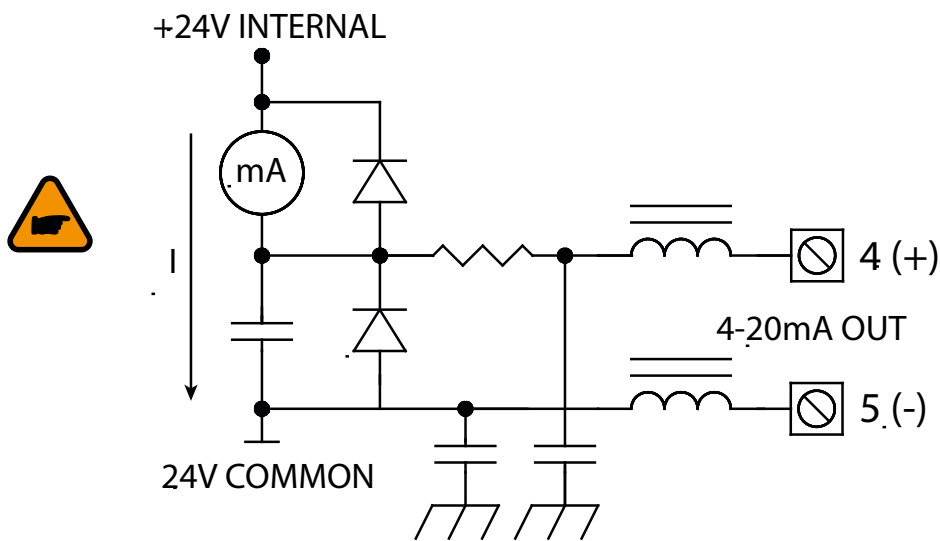 +24V INTERNAL
mA
I
4 (+)
4-20mA OUT
5 (-)
24V COMMON